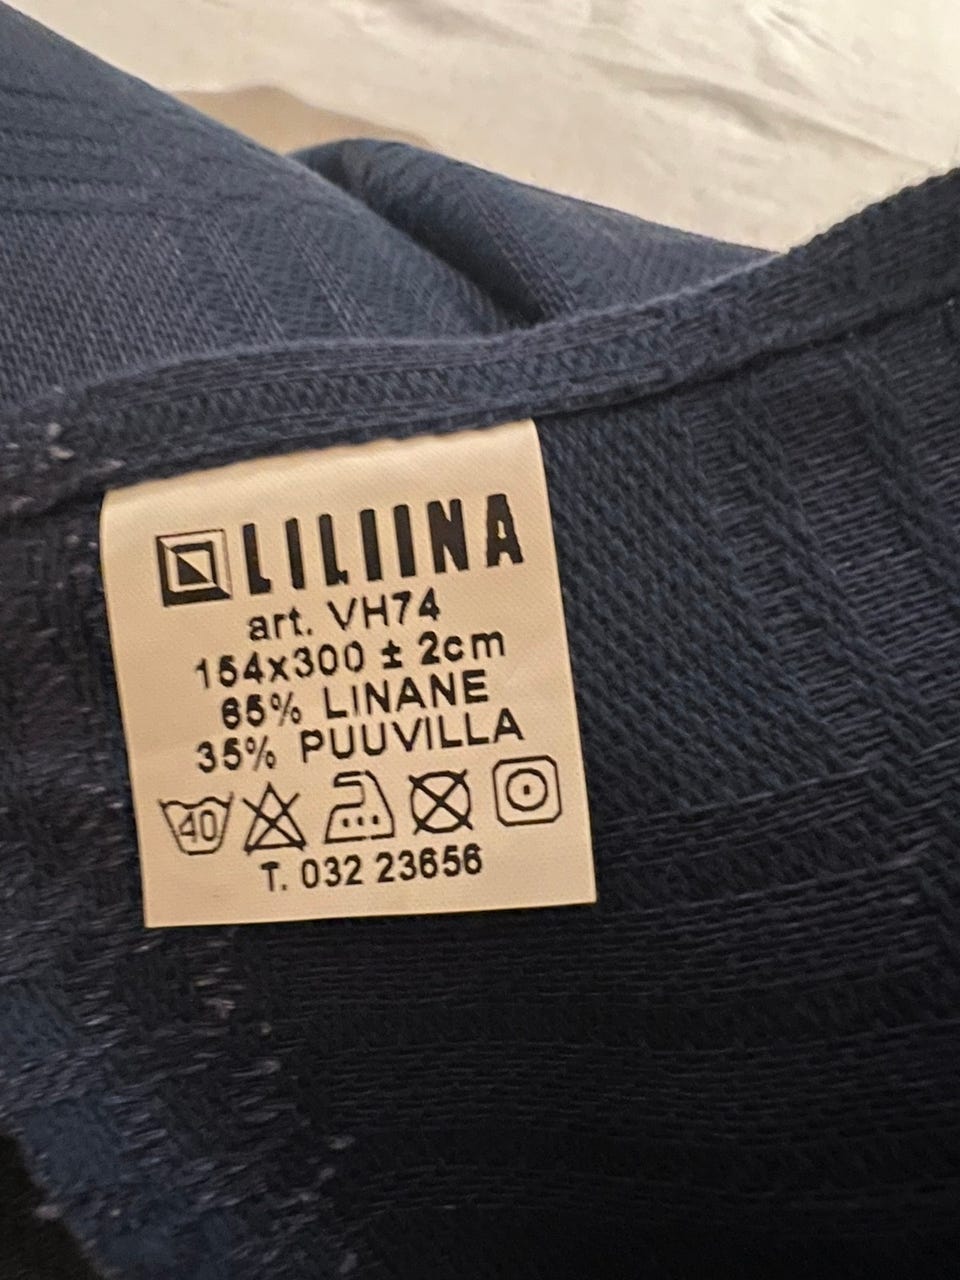 LILIINA
art. VH74
154x300 ± 2cm
65% LINANE
35% PUUVILLA
40
T. 032 23656